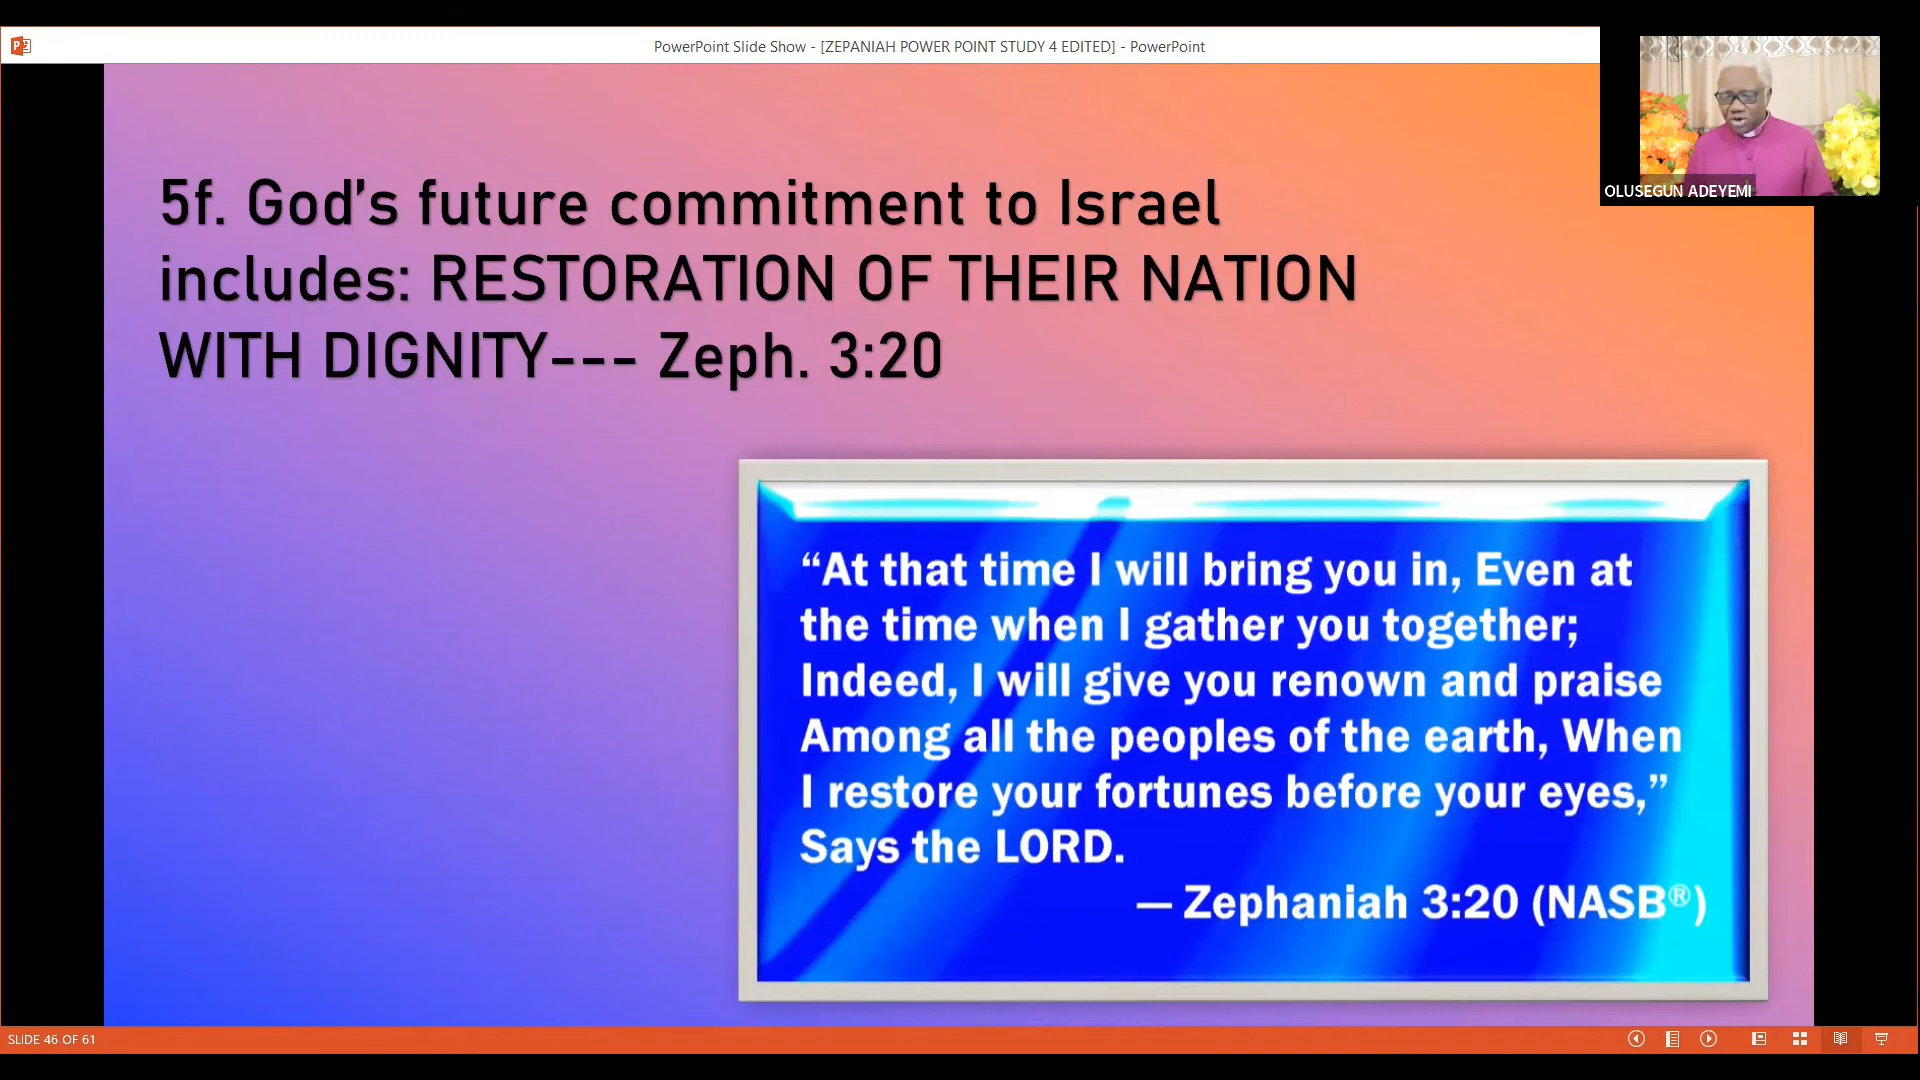 PowerPoint Slide Show - [ZEPANIAH POWER POINT STUDY 4 EDITED] - PowerPoint
OLUSEGUN ADEYEMI
5f. God’s future commitment to Israel
includes: RESTORATION OF THEIR NATION
WITH DIGNITY--- Zeph. 3:20
“At that time I will bring you in, Even at
the time when I gather you together;
Indeed, I will give you renown and praise
Among all the peoples of the earth, When
I restore your fortunes before your eyes,”
Says the LORD.
— Zephaniah 3:20 (NASB®)
SLIDE 46 OF 61